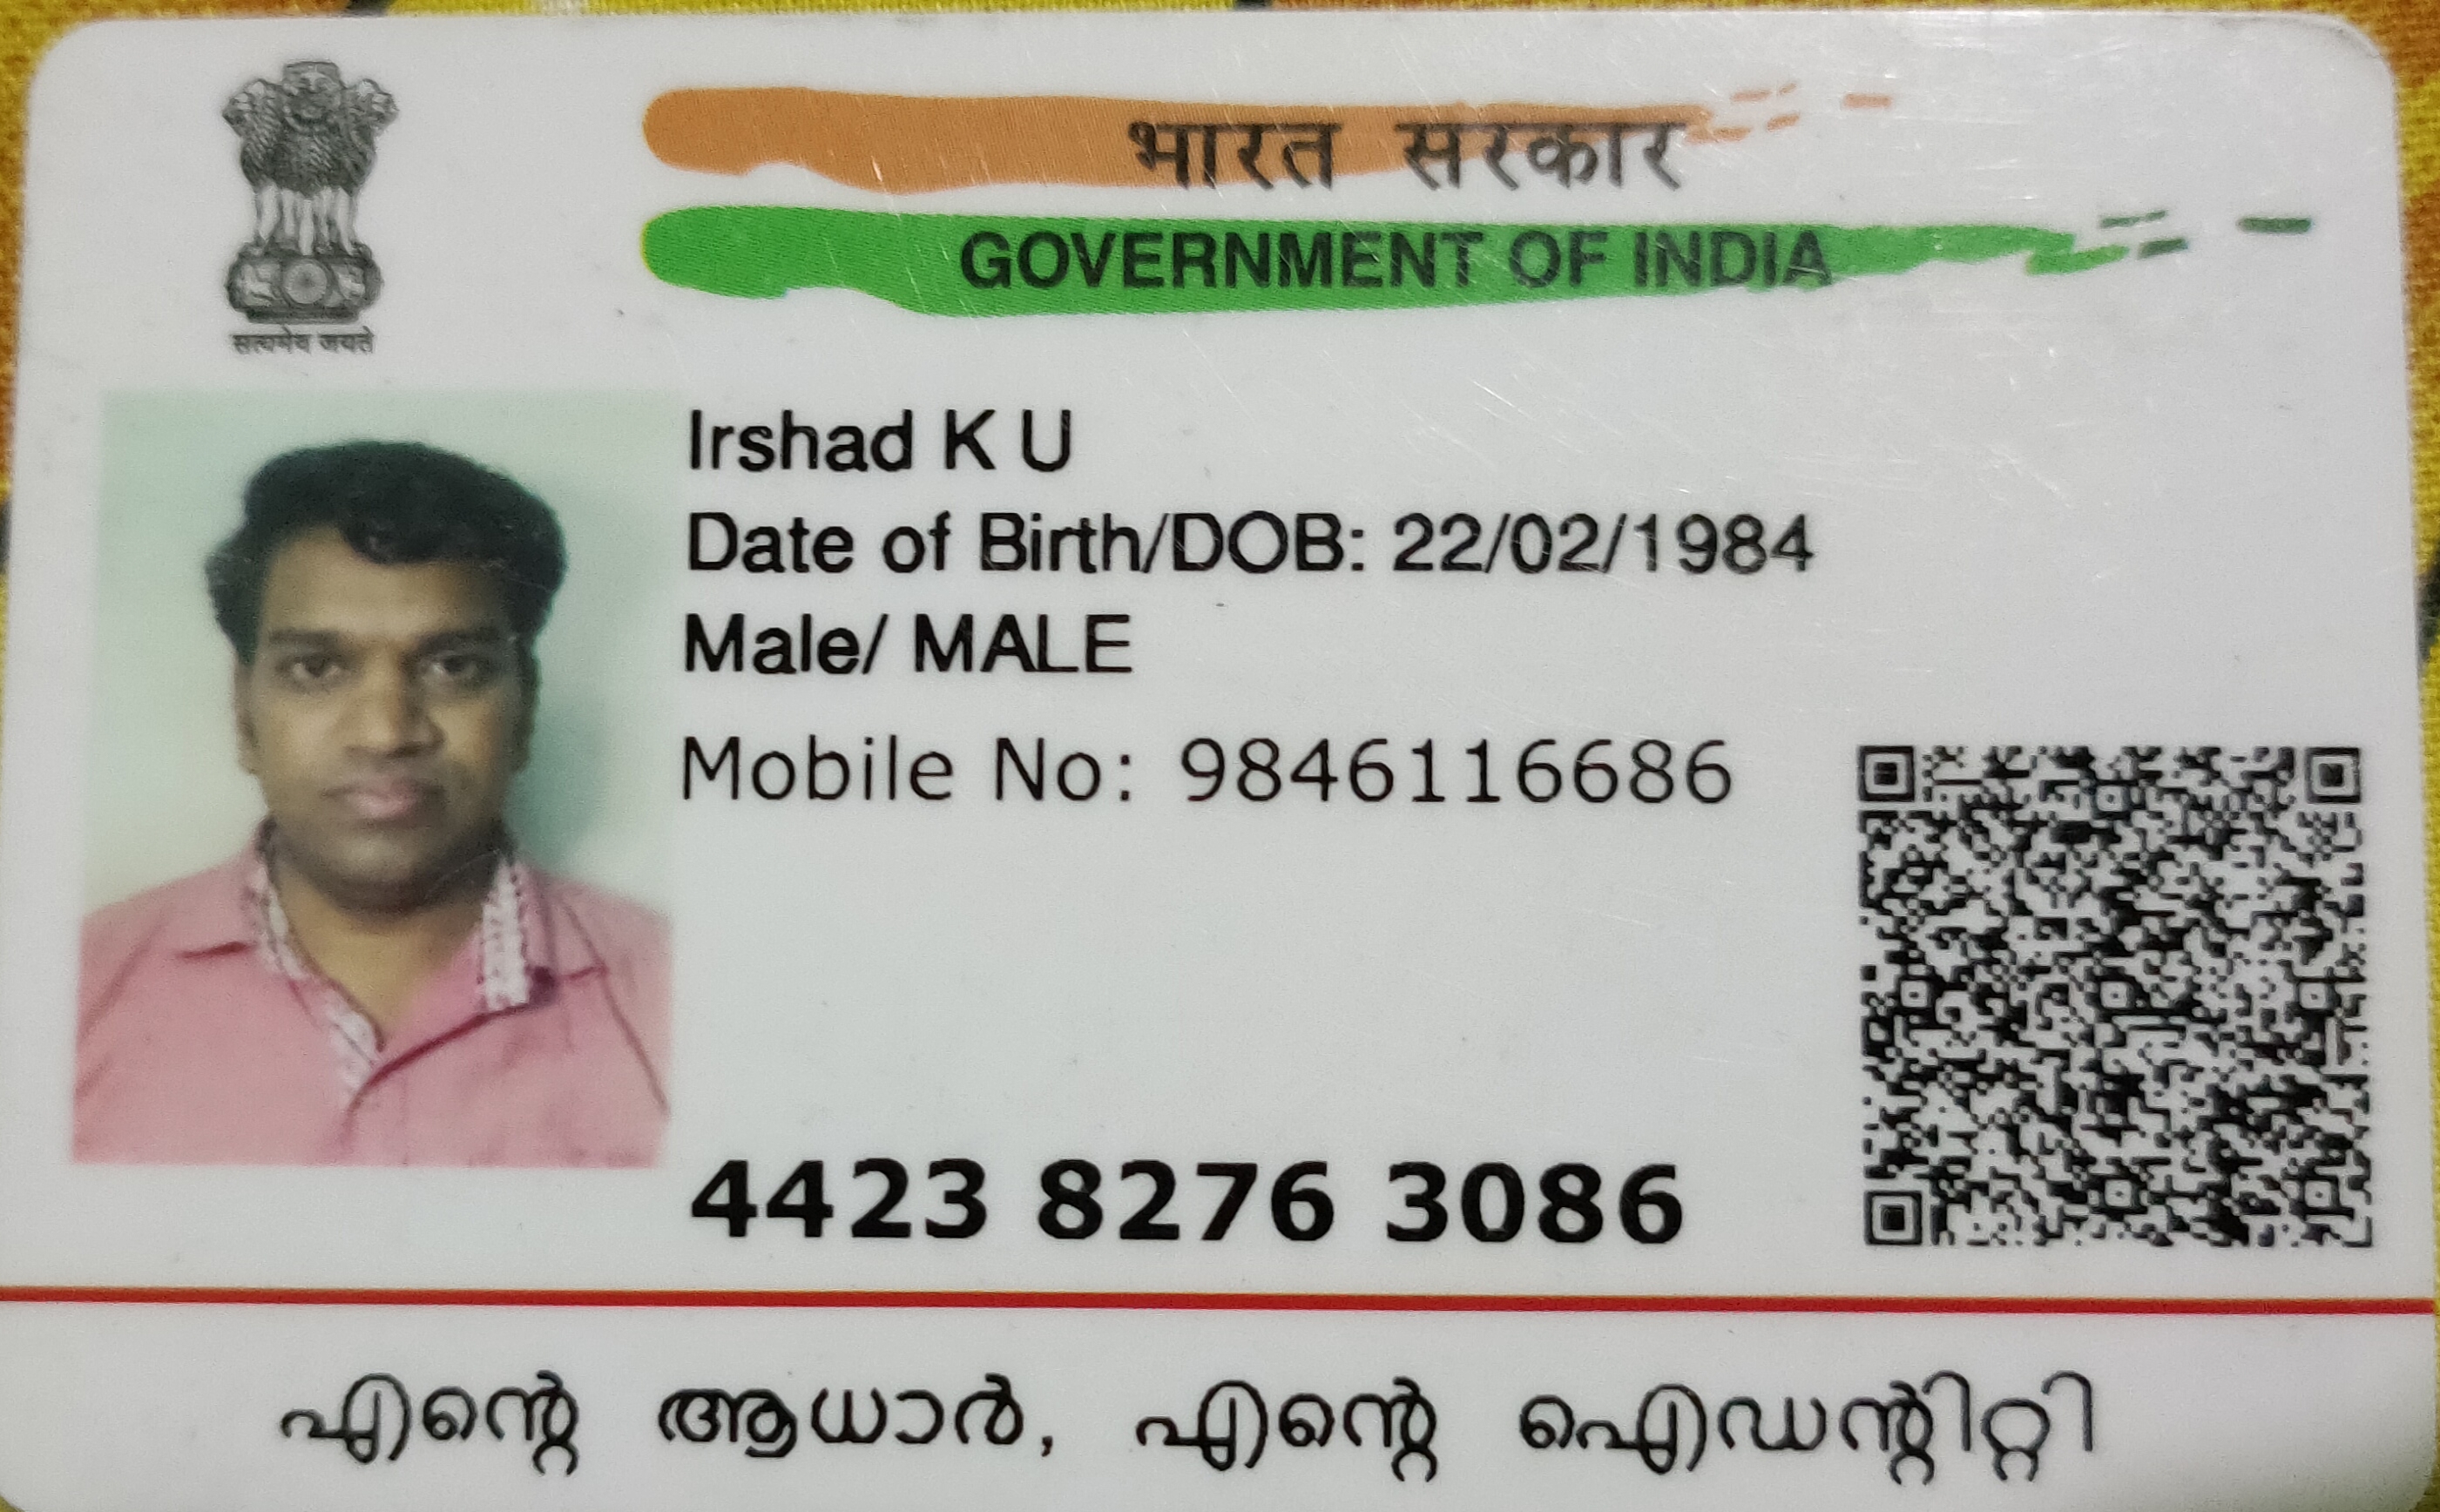 भारत सरकार
GOVERNMENT OF INDIA
सत्यमेव जयते
Irshad K U
Date of Birth/DOB: 22/02/1984
Male/ MALE
Mobile No: 9846116686
4423 8276 3086
എന്റെ ആധാർ, എന്റെ ഐഡന്റിറ്റി